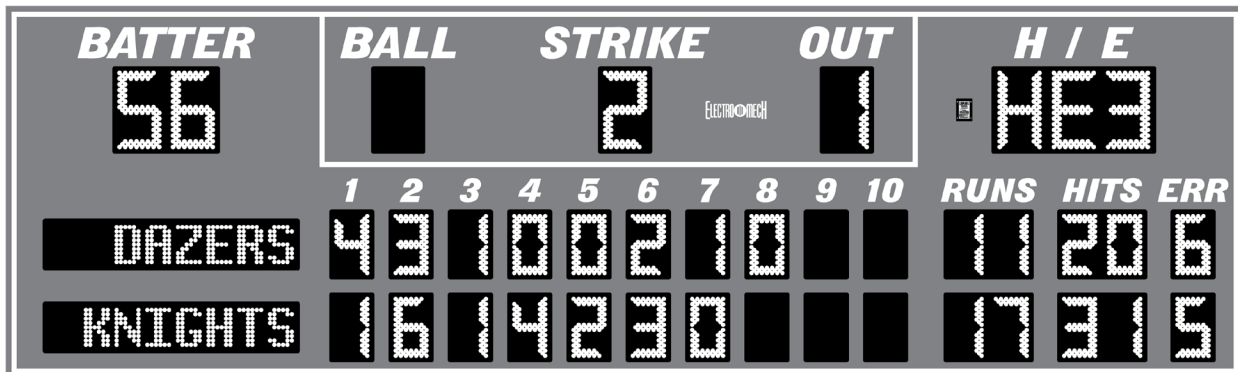 BATTER BALL STRIKE OUT H / E
56 2 ELECTRO MECH 1 HE3
1 2 3 4 5 6 7 8 9 10 RUNS HITS ERR
DAZERS 4 3 1 0 0 2 1 0 11 20 6
KNIGHTS 1 6 1 4 2 3 0 17 31 5